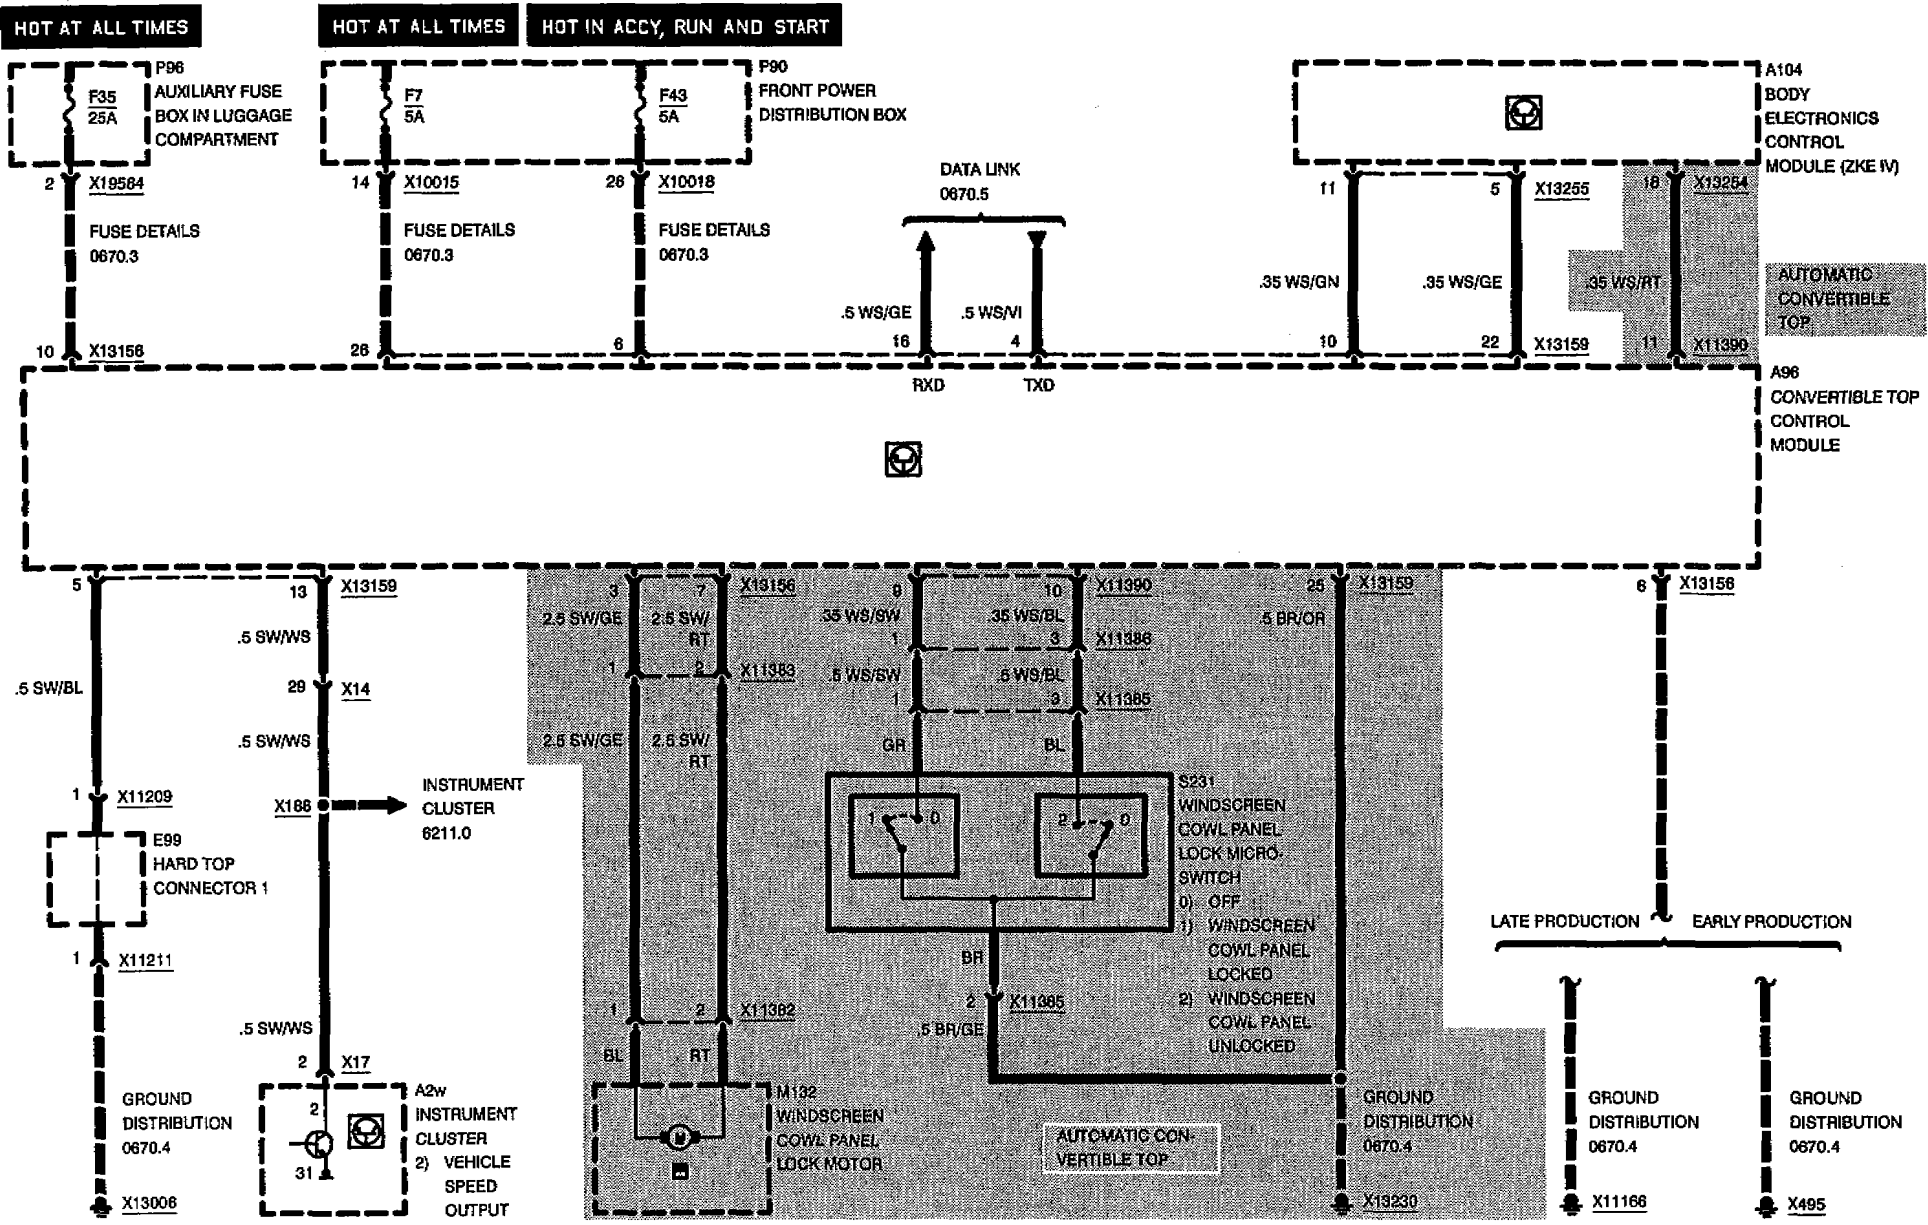 HOT AT ALL TIMES
HOT AT ALL TIMES
HOT IN ACCY, RUN AND START
P96
AUXILIARY FUSE
BOX IN LUGGAGE
COMPARTMENT
F35
25A
F7
5A
F43
5A
P90
FRONT POWER
DISTRIBUTION BOX
A104
BODY
ELECTRONICS
CONTROL
MODULE (ZKE IV)
2
X19584
14
X10015
26
X10018
DATA LINK
0670.5
11
5
X13255
18
X13254
FUSE DETAILS
0670.3
FUSE DETAILS
0670.3
FUSE DETAILS
0670.3
.5 WS/GE
.5 WS/VI
.35 WS/GN
.35 WS/GE
.35 WS/RT
AUTOMATIC
CONVERTIBLE
TOP
10
X13156
26
6
16
4
10
22
X13159
11
X11390
RXD
TXD
A96
CONVERTIBLE TOP
CONTROL
MODULE
5
13
X13159
3
7
X13156
9
10
X11390
25
X13159
6
X13156
.5 SW/WS
2.5 SW/GE
2.5 SW/
RT
.35 WS/SW
.35 WS/BL
.5 BR/OR
1
3
X11386
.5 SW/BL
29
X14
1
2
X11383
.5 WS/SW
.5 WS/BL
1
3
X11385
.5 SW/WS
2.5 SW/GE
2.5 SW/
RT
GR
BL
1
X11209
X166
INSTRUMENT
CLUSTER
6211.0
E99
HARD TOP
CONNECTOR 1
1
0
2
0
S231
WINDSCREEN
COWL PANEL
LOCK MICRO-
SWITCH
0) OFF
1) WINDSCREEN
COWL PANEL
LOCKED
2) WINDSCREEN
COWL PANEL
UNLOCKED
LATE PRODUCTION
EARLY PRODUCTION
1
X11211
BR
2
X11385
.5 BR/GE
1
2
X11382
BL
RT
.5 SW/WS
2
X17
GROUND
DISTRIBUTION
0670.4
X13006
A2w
INSTRUMENT
CLUSTER
2) VEHICLE
SPEED
OUTPUT
2
31
M132
WINDSCREEN
COWL PANEL
LOCK MOTOR
M
AUTOMATIC CON-
VERTIBLE TOP
GROUND
DISTRIBUTION
0670.4
X13230
GROUND
DISTRIBUTION
0670.4
X11166
GROUND
DISTRIBUTION
0670.4
X495